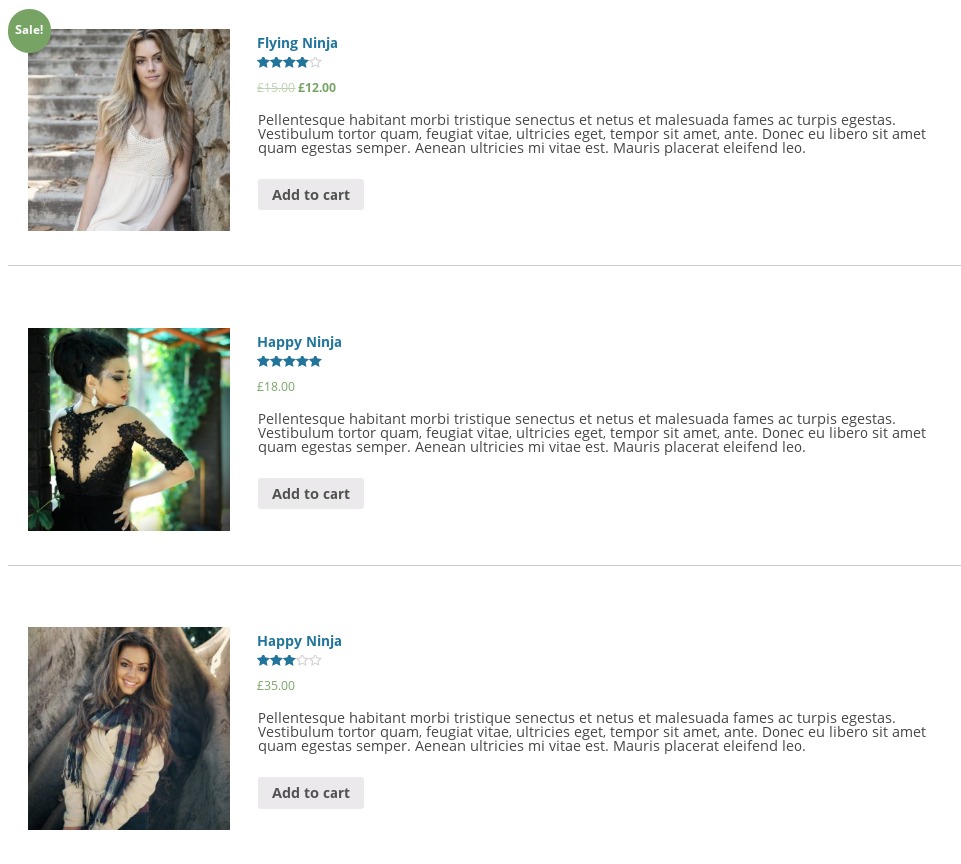 Sale!
Flying Ninja
£15.00 £12.00
Pellentesque habitant morbi tristique senectus et netus et malesuada fames ac turpis egestas.
Vestibulum tortor quam, feugiat vitae, ultricies eget, tempor sit amet, ante. Donec eu libero sit amet
quam egestas semper. Aenean ultricies mi vitae est. Mauris placerat eleifend leo.
Add to cart
Happy Ninja
£18.00
Pellentesque habitant morbi tristique senectus et netus et malesuada fames ac turpis egestas.
Vestibulum tortor quam, feugiat vitae, ultricies eget, tempor sit amet, ante. Donec eu libero sit amet
quam egestas semper. Aenean ultricies mi vitae est. Mauris placerat eleifend leo.
Add to cart
Happy Ninja
£35.00
Pellentesque habitant morbi tristique senectus et netus et malesuada fames ac turpis egestas.
Vestibulum tortor quam, feugiat vitae, ultricies eget, tempor sit amet, ante. Donec eu libero sit amet
quam egestas semper. Aenean ultricies mi vitae est. Mauris placerat eleifend leo.
Add to cart